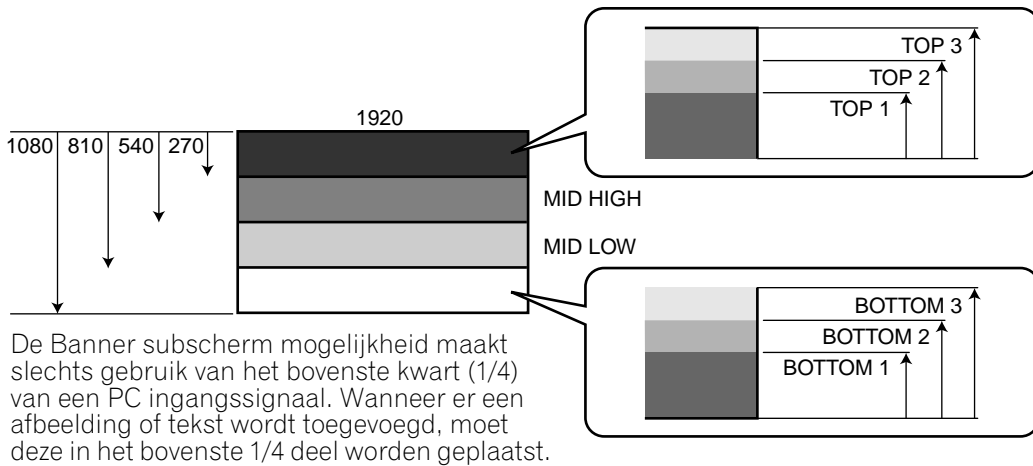 TOP 3
TOP 2
TOP 1
1920
1080 810 540 270
MID HIGH
MID LOW
BOTTOM 3
BOTTOM 2
BOTTOM 1
De Banner subscherm mogelijkheid maakt
slechts gebruik van het bovenste kwart (1/4)
van een PC ingangssignaal. Wanneer er een
afbeelding of tekst wordt toegevoegd, moet
deze in het bovenste 1/4 deel worden geplaatst.